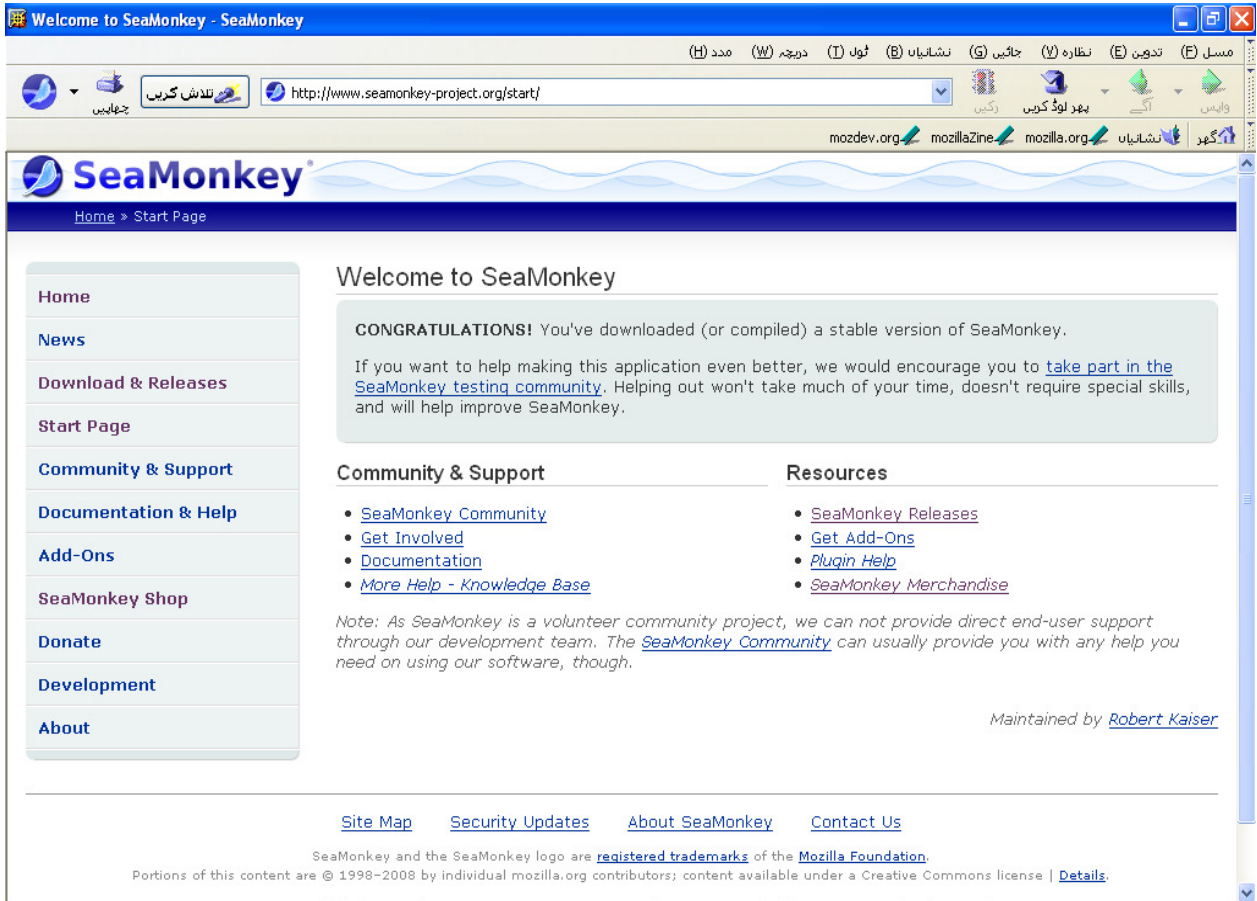 Welcome to SeaMonkey - SeaMonkey
مسل (F) تدوین (E) نظارہ (V) جائیں (G) نشانیاں (B) ٹول (T) دریچہ (W) مدد (H)
واپس آگے پھر لوڈ کریں رکیں http://www.seamonkey-project.org/start/ تلاش کریں چھاپیں
گھر نشانیاں mozilla.org mozillaZine mozdev.org
SeaMonkey
Home » Start Page
Home
News
Download & Releases
Start Page
Community & Support
Documentation & Help
Add-Ons
SeaMonkey Shop
Donate
Development
About
Welcome to SeaMonkey
CONGRATULATIONS! You've downloaded (or compiled) a stable version of SeaMonkey.
If you want to help making this application even better, we would encourage you to take part in the
SeaMonkey testing community. Helping out won't take much of your time, doesn't require special skills,
and will help improve SeaMonkey.
Community & Support
• SeaMonkey Community
• Get Involved
• Documentation
• More Help - Knowledge Base
Resources
• SeaMonkey Releases
• Get Add-Ons
• Plugin Help
• SeaMonkey Merchandise
Note: As SeaMonkey is a volunteer community project, we can not provide direct end-user support
through our development team. The SeaMonkey Community can usually provide you with any help you
need on using our software, though.
Maintained by Robert Kaiser
Site Map Security Updates About SeaMonkey Contact Us
SeaMonkey and the SeaMonkey logo are registered trademarks of the Mozilla Foundation.
Portions of this content are © 1998–2008 by individual mozilla.org contributors; content available under a Creative Commons license | Details.